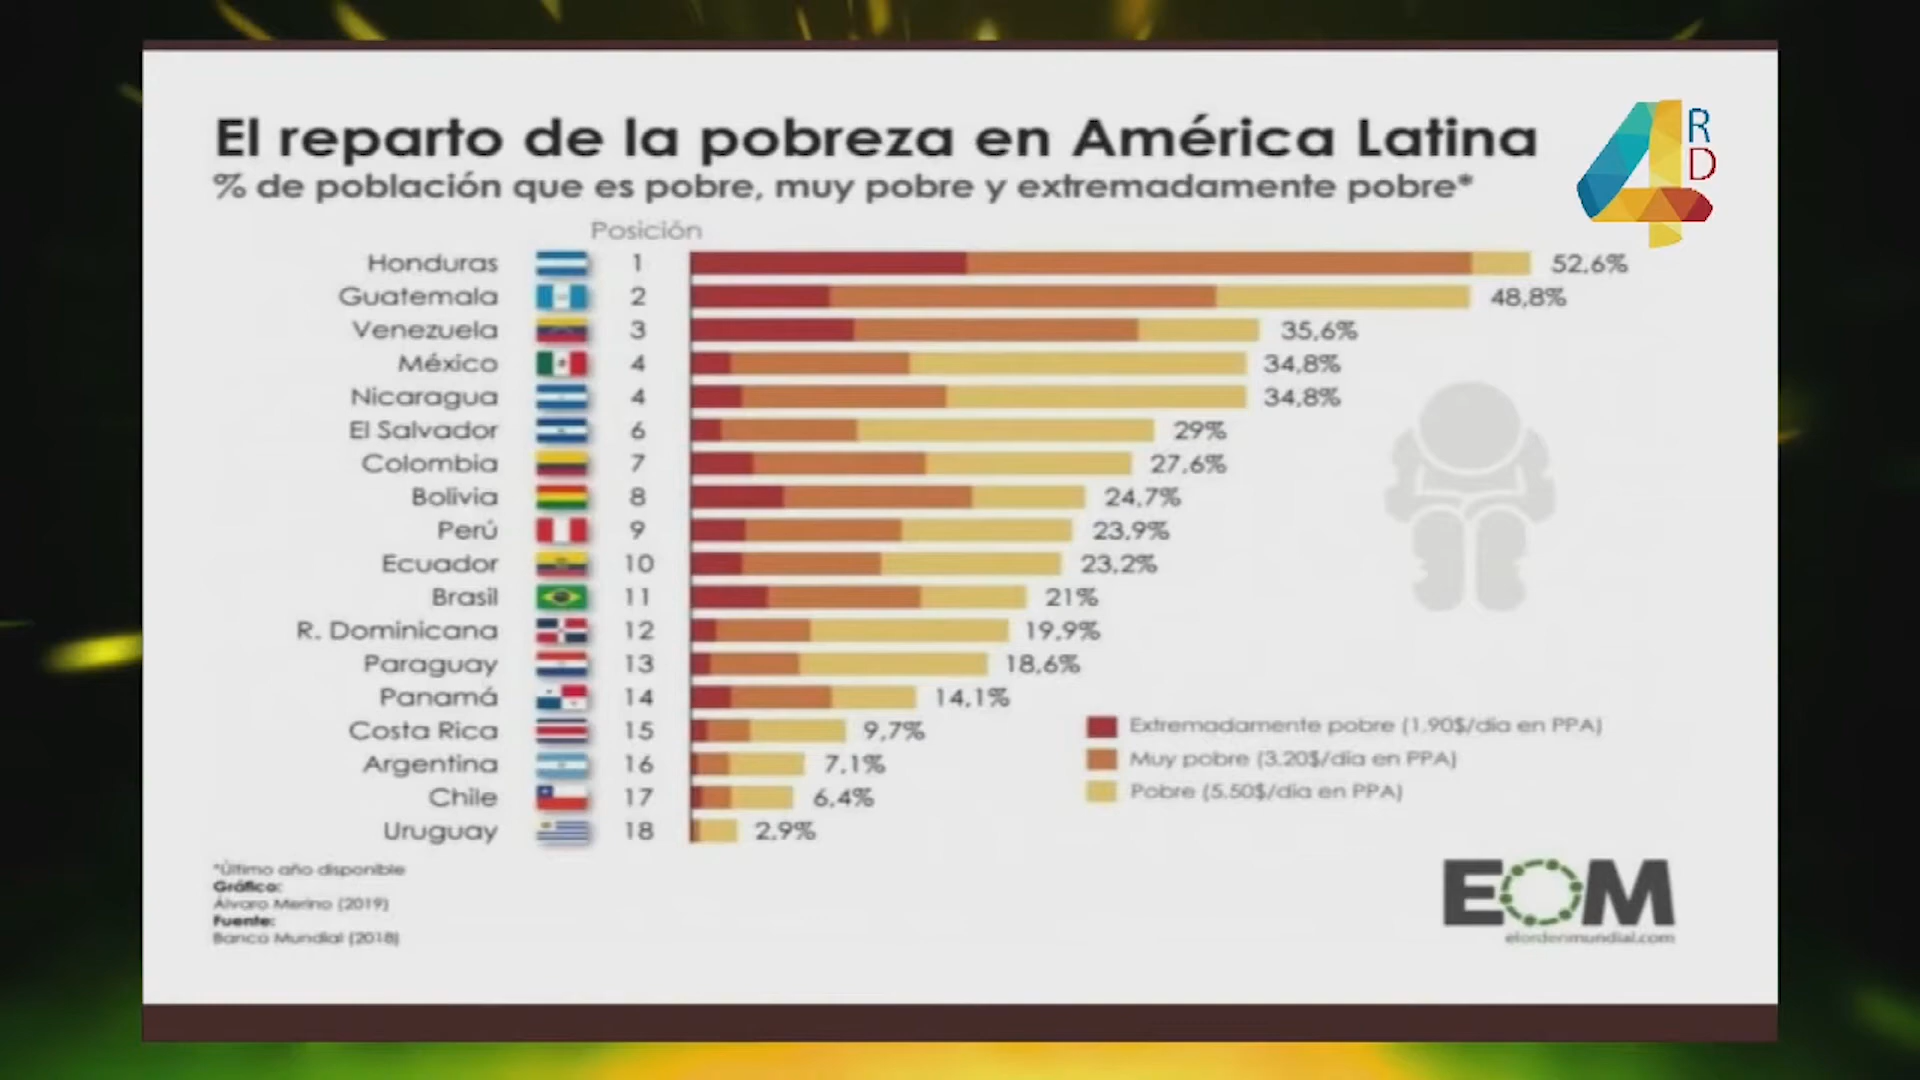 El reparto de la pobreza en América Latina
% de población que es pobre, muy pobre y extremadamente pobre*
4 RD
Posición
Honduras 1 52,6%
Guatemala 2 48,8%
Venezuela 3 35,6%
México 4 34,8%
Nicaragua 4 34,8%
El Salvador 6 29%
Colombia 7 27,6%
Bolivia 8 24,7%
Perú 9 23,9%
Ecuador 10 23,2%
Brasil 11 21%
R. Dominicana 12 19,9%
Paraguay 13 18,6%
Panamá 14 14,1%
Costa Rica 15 9,7%
Argentina 16 7,1%
Chile 17 6,4%
Uruguay 18 2,9%
Extremadamente pobre (1.90$/día en PPA)
Muy pobre (3.20$/día en PPA)
Pobre (5.50$/día en PPA)
*Último año disponible
Gráfico:
Álvaro Merino (2019)
Fuente:
Banco Mundial (2018)
EOM
elordenmundial.com